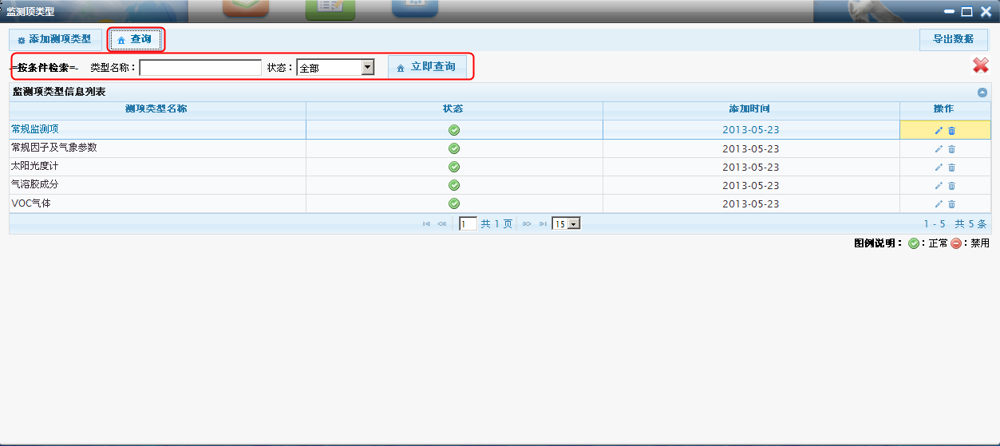 监测项类型
添加测项类型 查询 导出数据
-=按条件检索=- 类型名称： 状态： 全部 立即查询
监测项类型信息列表
测项类型名称 状态 添加时间 操作
常规监测项 2013-05-23
常规因子及气象参数 2013-05-23
太阳光度计 2013-05-23
气溶胶成分 2013-05-23
VOC气体 2013-05-23
1 共 1 页 15 1 - 5 共 5 条
图例说明： ：正常 ：禁用